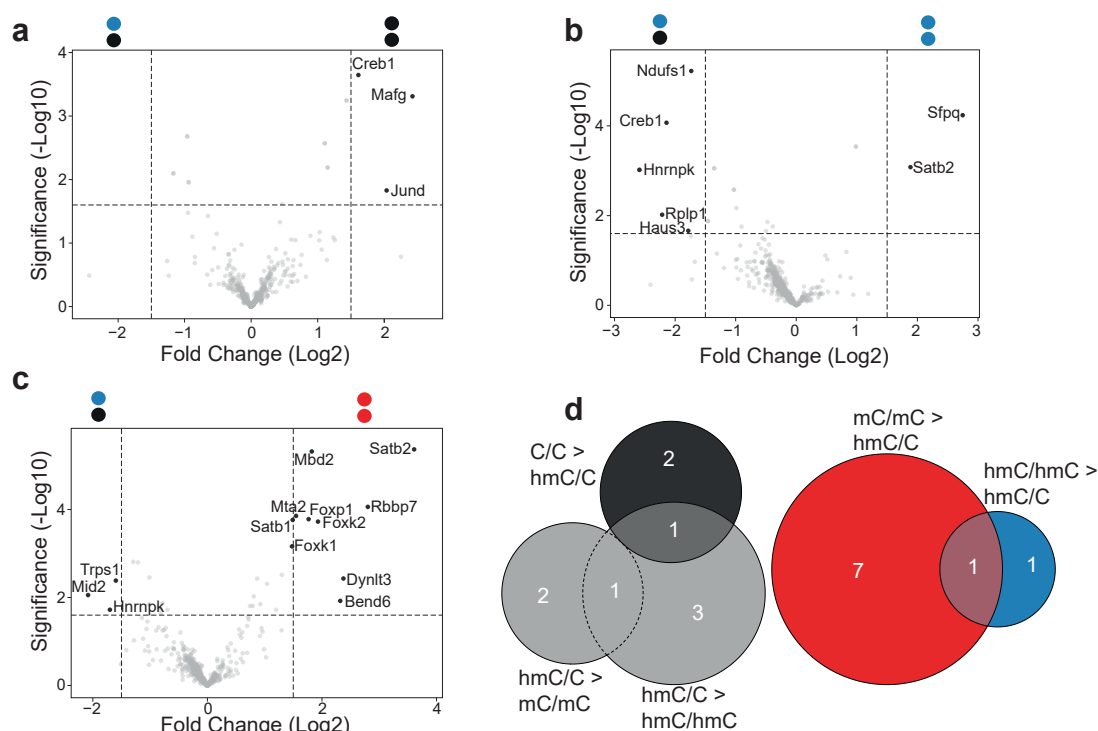 a
4
3
2
1
0
Significance (-Log10)
Creb1
Mafg
Jund
−2
−1
0
1
2
Fold Change (Log2)
b
4
2
0
Significance (-Log10)
Ndufs1
Creb1
Hnrnpk
Rplp1
Haus3
Sfpq
Satb2
−3
−2
−1
0
1
2
3
Fold Change (Log2)
c
4
2
0
Significance (-Log10)
Mbd2
Satb2
Mta2
Foxp1
Rbbp7
Satb1
Foxk2
Foxk1
Trps1
Mid2
Hnrnpk
Dynlt3
Bend6
−2
0
2
4
Fold Change (Log2)
d
C/C >
hmC/C
2
1
2
1
3
hmC/C >
mC/mC
hmC/C >
hmC/hmC
mC/mC >
hmC/C
hmC/hmC >
hmC/C
7
1
1